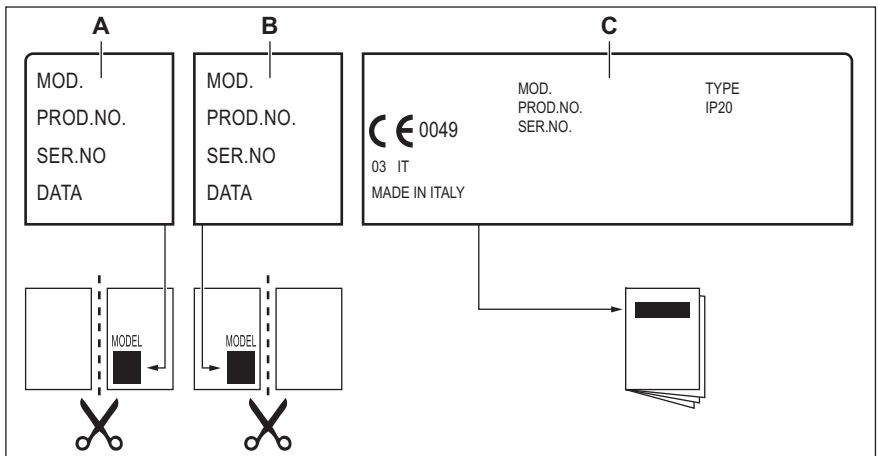 A
B
C
MOD.
PROD.NO.
SER.NO
DATA
MOD.
PROD.NO.
SER.NO
DATA
MOD.
PROD.NO.
SER.NO.
TYPE
IP20
CE 0049
03 IT
MADE IN ITALY
MODEL
MODEL